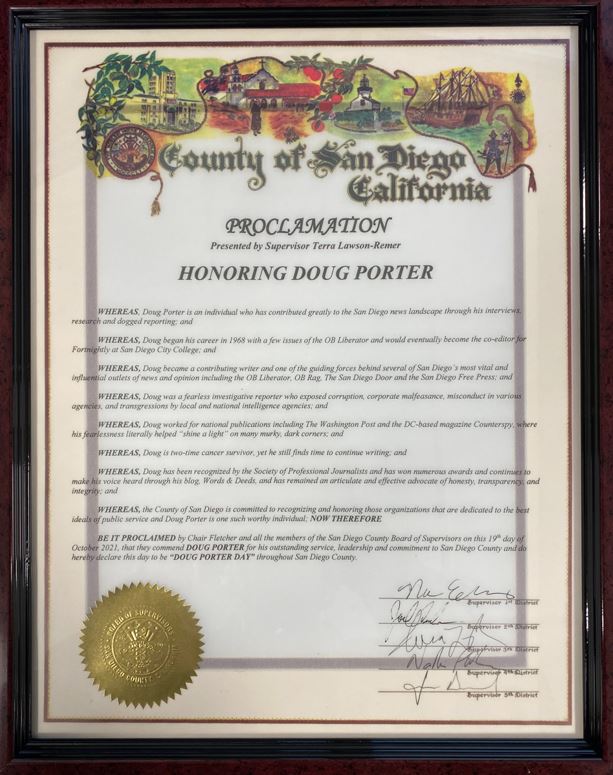 County of San Diego
California
PROCLAMATION
Presented by Supervisor Terra Lawson-Remer
HONORING DOUG PORTER
WHEREAS, Doug Porter is an individual who has contributed greatly to the San Diego news landscape through his interviews,
research and dogged reporting; and
WHEREAS, Doug began his career in 1968 with a few issues of the OB Liberator and would eventually become the co-editor for
Fortnightly at San Diego City College; and
WHEREAS, Doug became a contributing writer and one of the guiding forces behind several of San Diego's most vital and
influential outlets of news and opinion including the OB Liberator, OB Rag, The San Diego Door and the San Diego Free Press; and
WHEREAS, Doug was a fearless investigative reporter who exposed corruption, corporate malfeasance, misconduct in various
agencies, and transgressions by local and national intelligence agencies; and
WHEREAS, Doug worked for national publications including The Washington Post and the DC-based magazine Counterspy, where
his fearlessness literally helped "shine a light" on many murky, dark corners; and
WHEREAS, Doug is two-time cancer survivor, yet he still finds time to continue writing; and
WHEREAS, Doug has been recognized by the Society of Professional Journalists and has won numerous awards and continues to
make his voice heard through his blog, Words & Deeds, and has remained an articulate and effective advocate of honesty, transparency, and
integrity; and
WHEREAS, the County of San Diego is committed to recognizing and honoring those organizations that are dedicated to the best
ideals of public service and Doug Porter is one such worthy individual; NOW THEREFORE
BE IT PROCLAIMED by Chair Fletcher and all the members of the San Diego County Board of Supervisors on this 19th day of
October 2021, that they commend DOUG PORTER for his outstanding service, leadership and commitment to San Diego County and do
hereby declare this day to be "DOUG PORTER DAY" throughout San Diego County.
Supervisor 1st District
Supervisor 2nd District
Supervisor 3rd District
Supervisor 4th District
Supervisor 5th District
BOARD OF SUPERVISORS
SAN DIEGO COUNTY